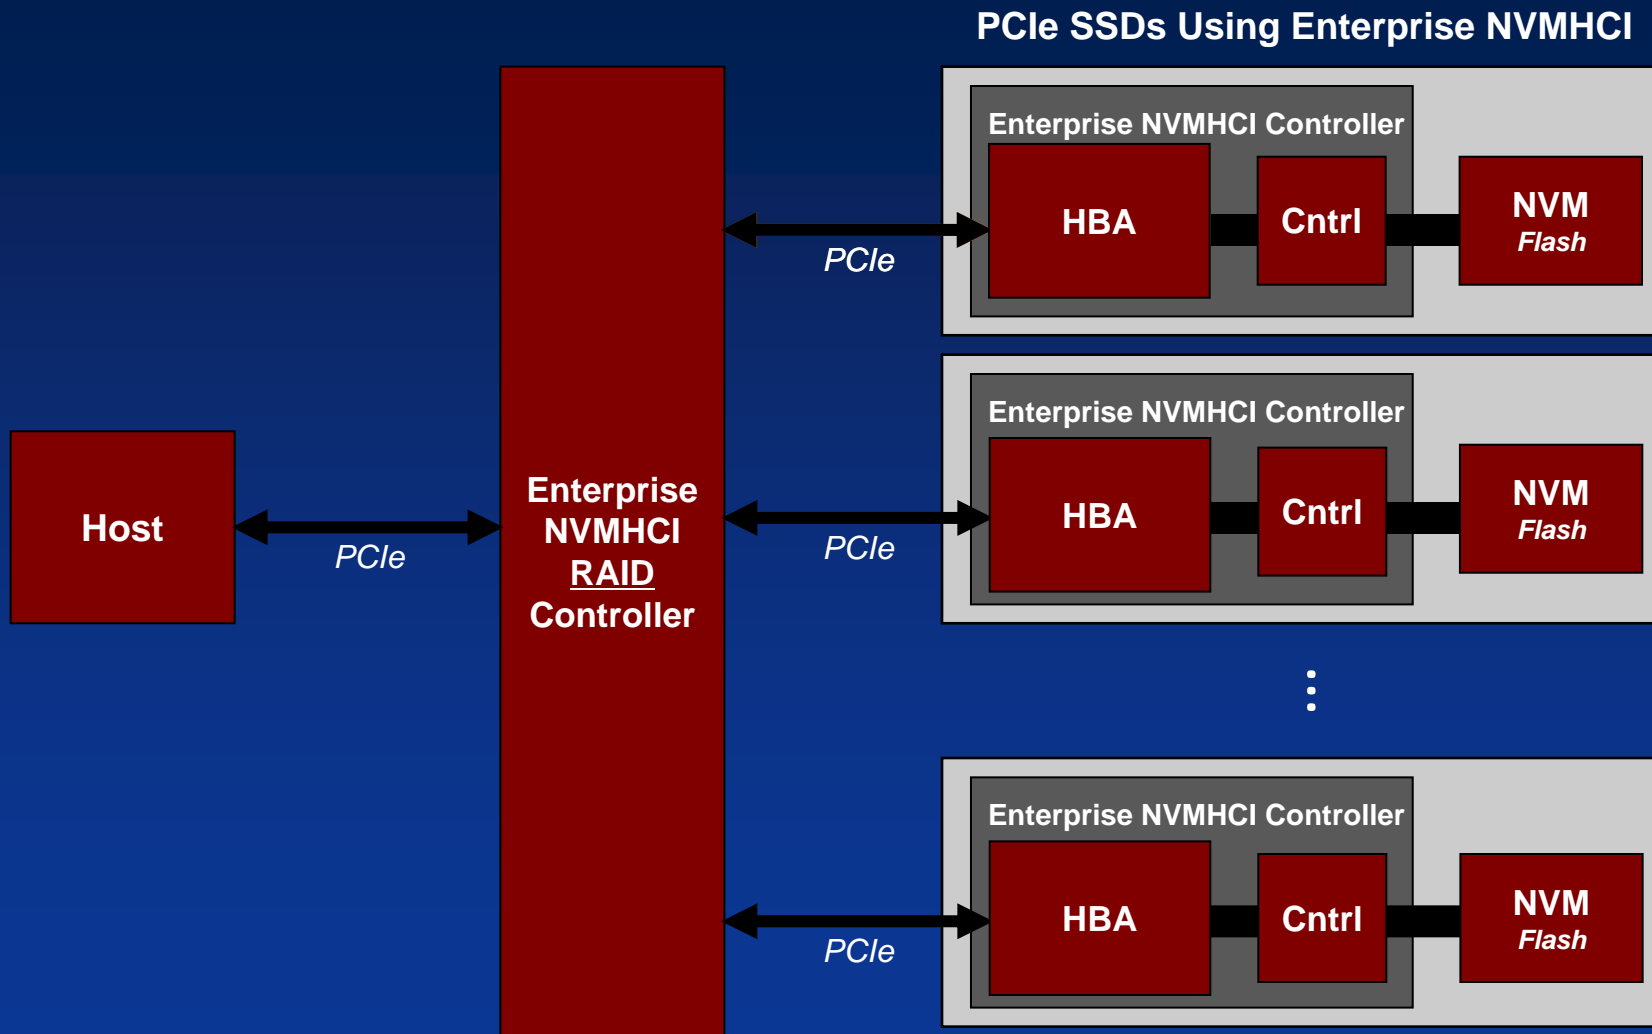 PCIe SSDs Using Enterprise NVMHCI
Enterprise NVMHCI Controller
HBA
Cntrl
NVM
Flash
PCIe
Enterprise NVMHCI Controller
HBA
Cntrl
NVM
Flash
PCIe
Host
PCIe
Enterprise
NVMHCI
RAID
Controller
Enterprise NVMHCI Controller
HBA
Cntrl
NVM
Flash
PCIe